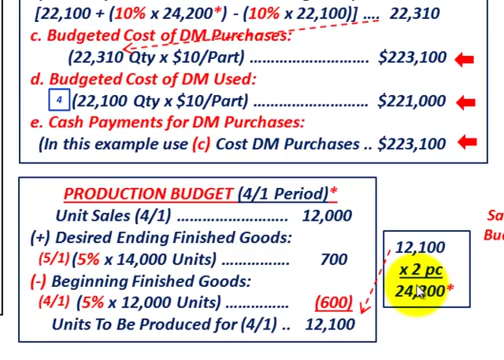 [22,100 + (10% x 24,200*) - (10% x 22,100)] .... 22,310
c. Budgeted Cost of DM Purchases:
(22,310 Qty x $10/Part) ............................. $223,100
d. Budgeted Cost of DM Used:
4 (22,100 Qty x $10/Part) ............................ $221,000
e. Cash Payments for DM Purchases:
(In this example use (c) Cost DM Purchases .. $223,100
PRODUCTION BUDGET (4/1 Period)*
Unit Sales (4/1) .......................... 12,000
(+) Desired Ending Finished Goods:
(5/1) (5% x 14,000 Units) ................ 700
(-) Beginning Finished Goods:
(4/1) (5% x 12,000 Units) ............... (600)
Units To Be Produced for (4/1) .. 12,100
12,100
x 2 pc
24,200*
Sa
Bu